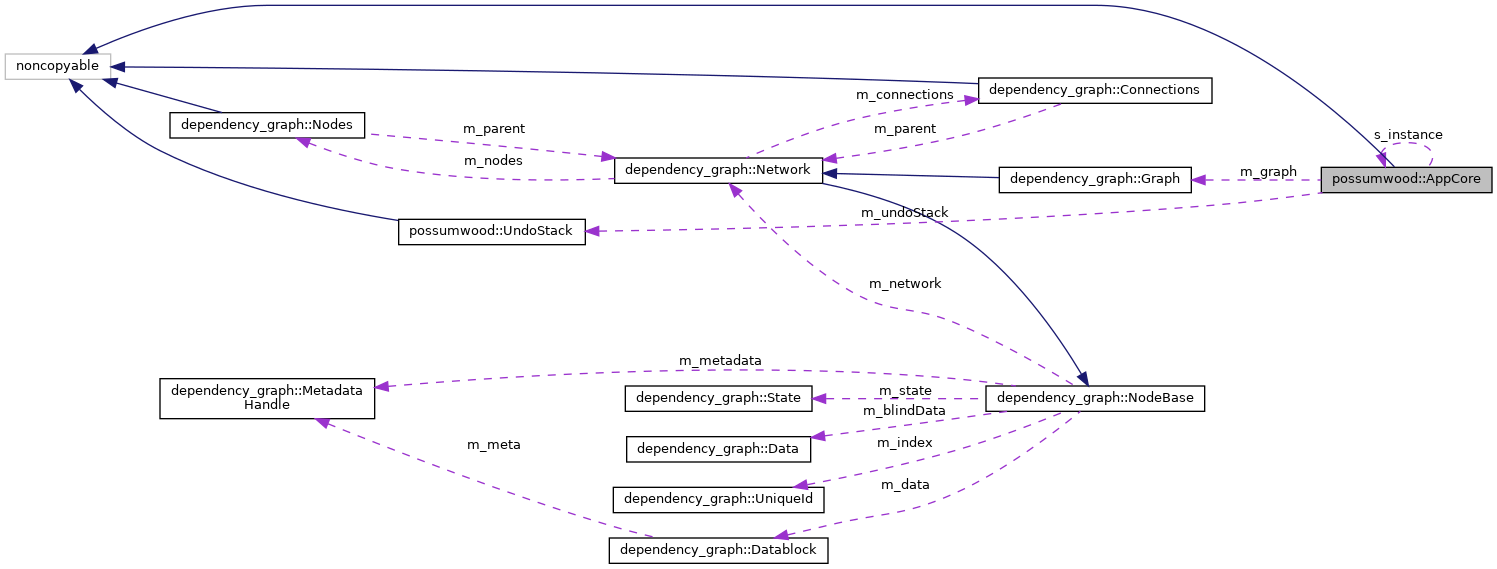 noncopyable
dependency_graph::Connections
m_connections
dependency_graph::Nodes
m_parent
m_parent
s_instance
m_nodes
dependency_graph::Network
dependency_graph::Graph
m_graph
possumwood::AppCore
m_undoStack
possumwood::UndoStack
m_network
m_metadata
dependency_graph::Metadata
Handle
dependency_graph::State
m_state
dependency_graph::NodeBase
m_blindData
m_meta
dependency_graph::Data
m_index
m_data
dependency_graph::UniqueId
dependency_graph::Datablock